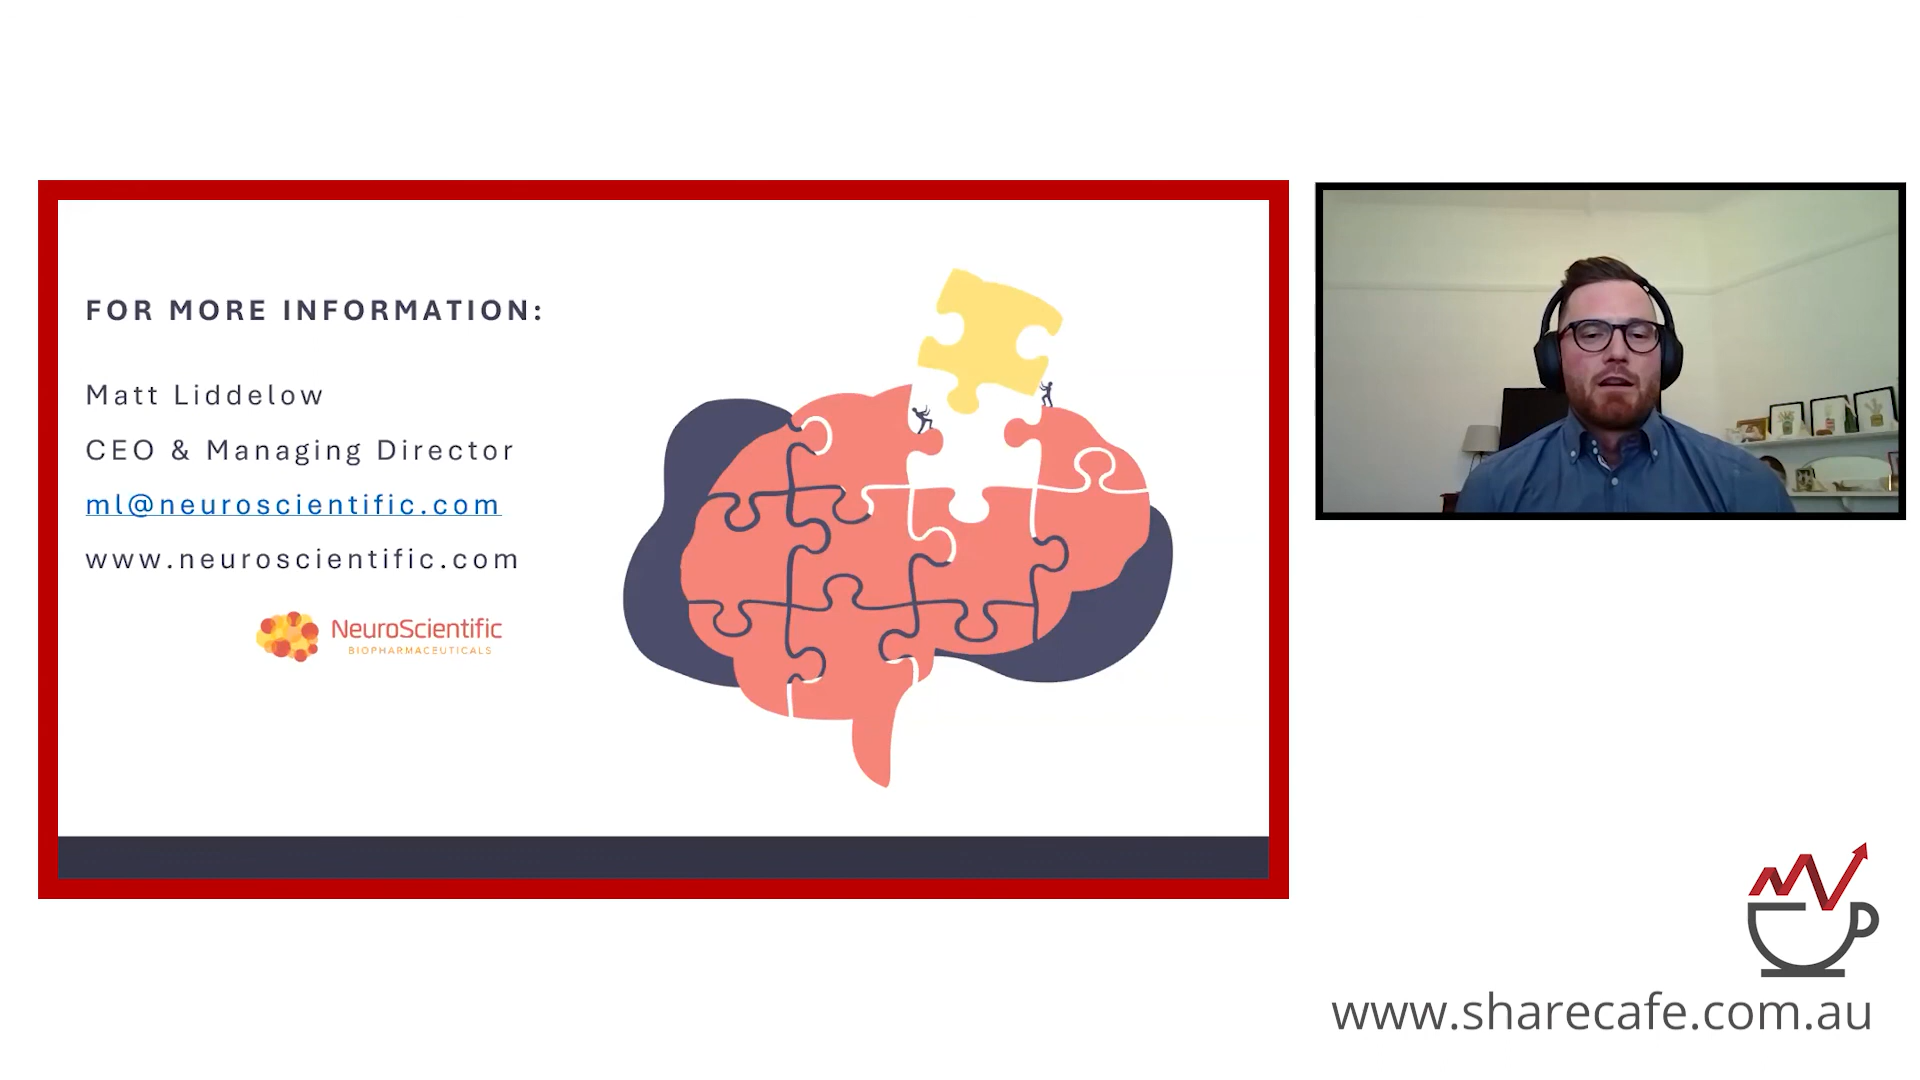 FOR MORE INFORMATION:
Matt Liddelow
CEO & Managing Director
ml@neuroscientific.com
www.neuroscientific.com
NeuroScientific
BIOPHARMACEUTICALS
www.sharecafe.com.au